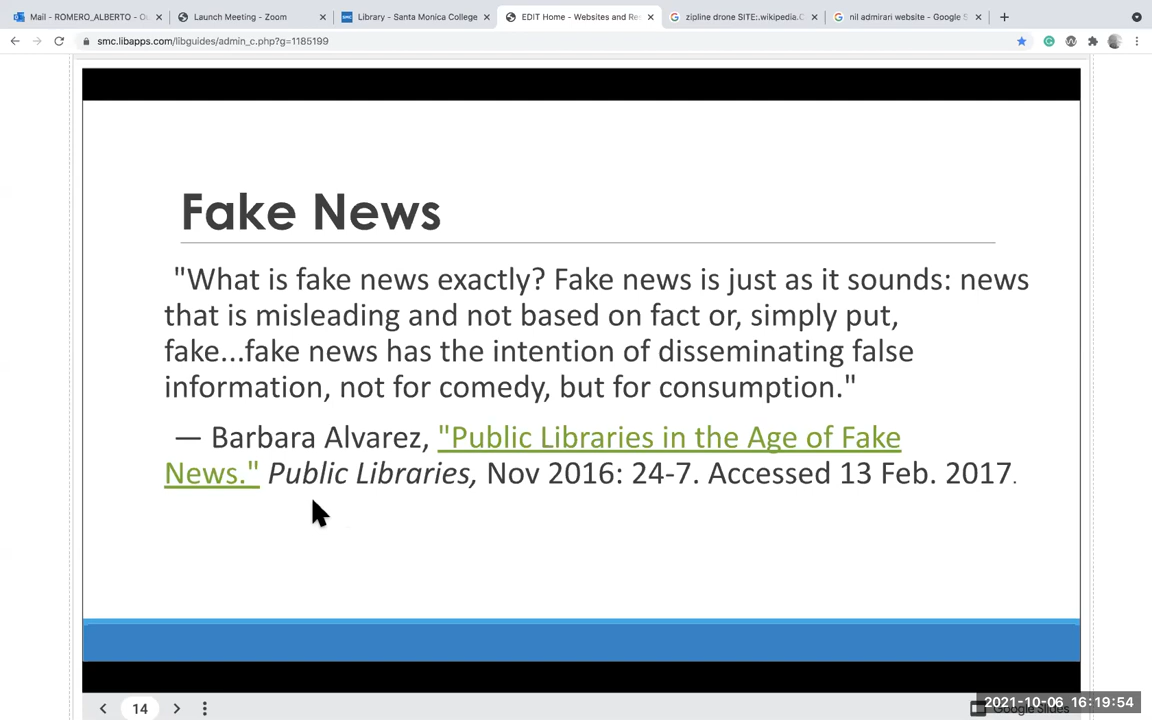 Mail - ROMERO_ALBERTO - Ou
Launch Meeting - Zoom
Library - Santa Monica College
EDIT Home - Websites and Re
zipline drone SITE:.wikipedia.O
nil admirari website - Google S
smc.libapps.com/libguides/admin_c.php?g=1185199
Fake News
"What is fake news exactly? Fake news is just as it sounds: news
that is misleading and not based on fact or, simply put,
fake...fake news has the intention of disseminating false
information, not for comedy, but for consumption."
— Barbara Alvarez, "Public Libraries in the Age of Fake
News." Public Libraries, Nov 2016: 24-7. Accessed 13 Feb. 2017.
14
Google Slides
2021-10-06 16:19:54